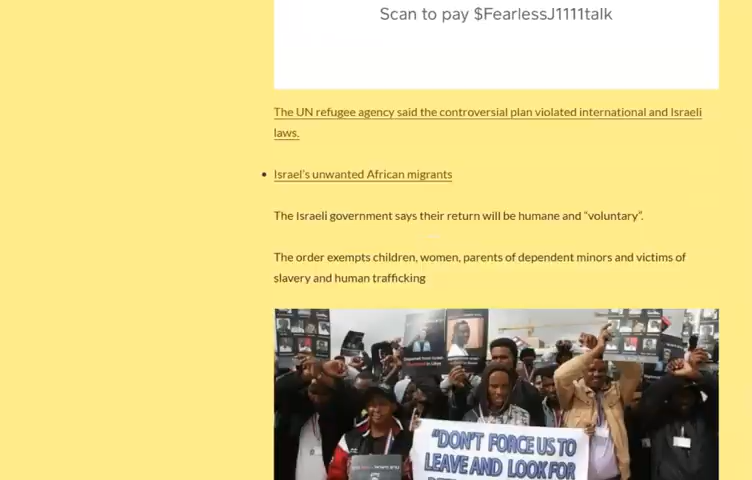 Scan to pay $FearlessJ1111talk
The UN refugee agency said the controversial plan violated international and Israeli
laws.
• Israel's unwanted African migrants
The Israeli government says their return will be humane and “voluntary”.
The order exempts children, women, parents of dependent minors and victims of
slavery and human trafficking
"DON'T FORCE US TO
LEAVE AND LOOK FOR